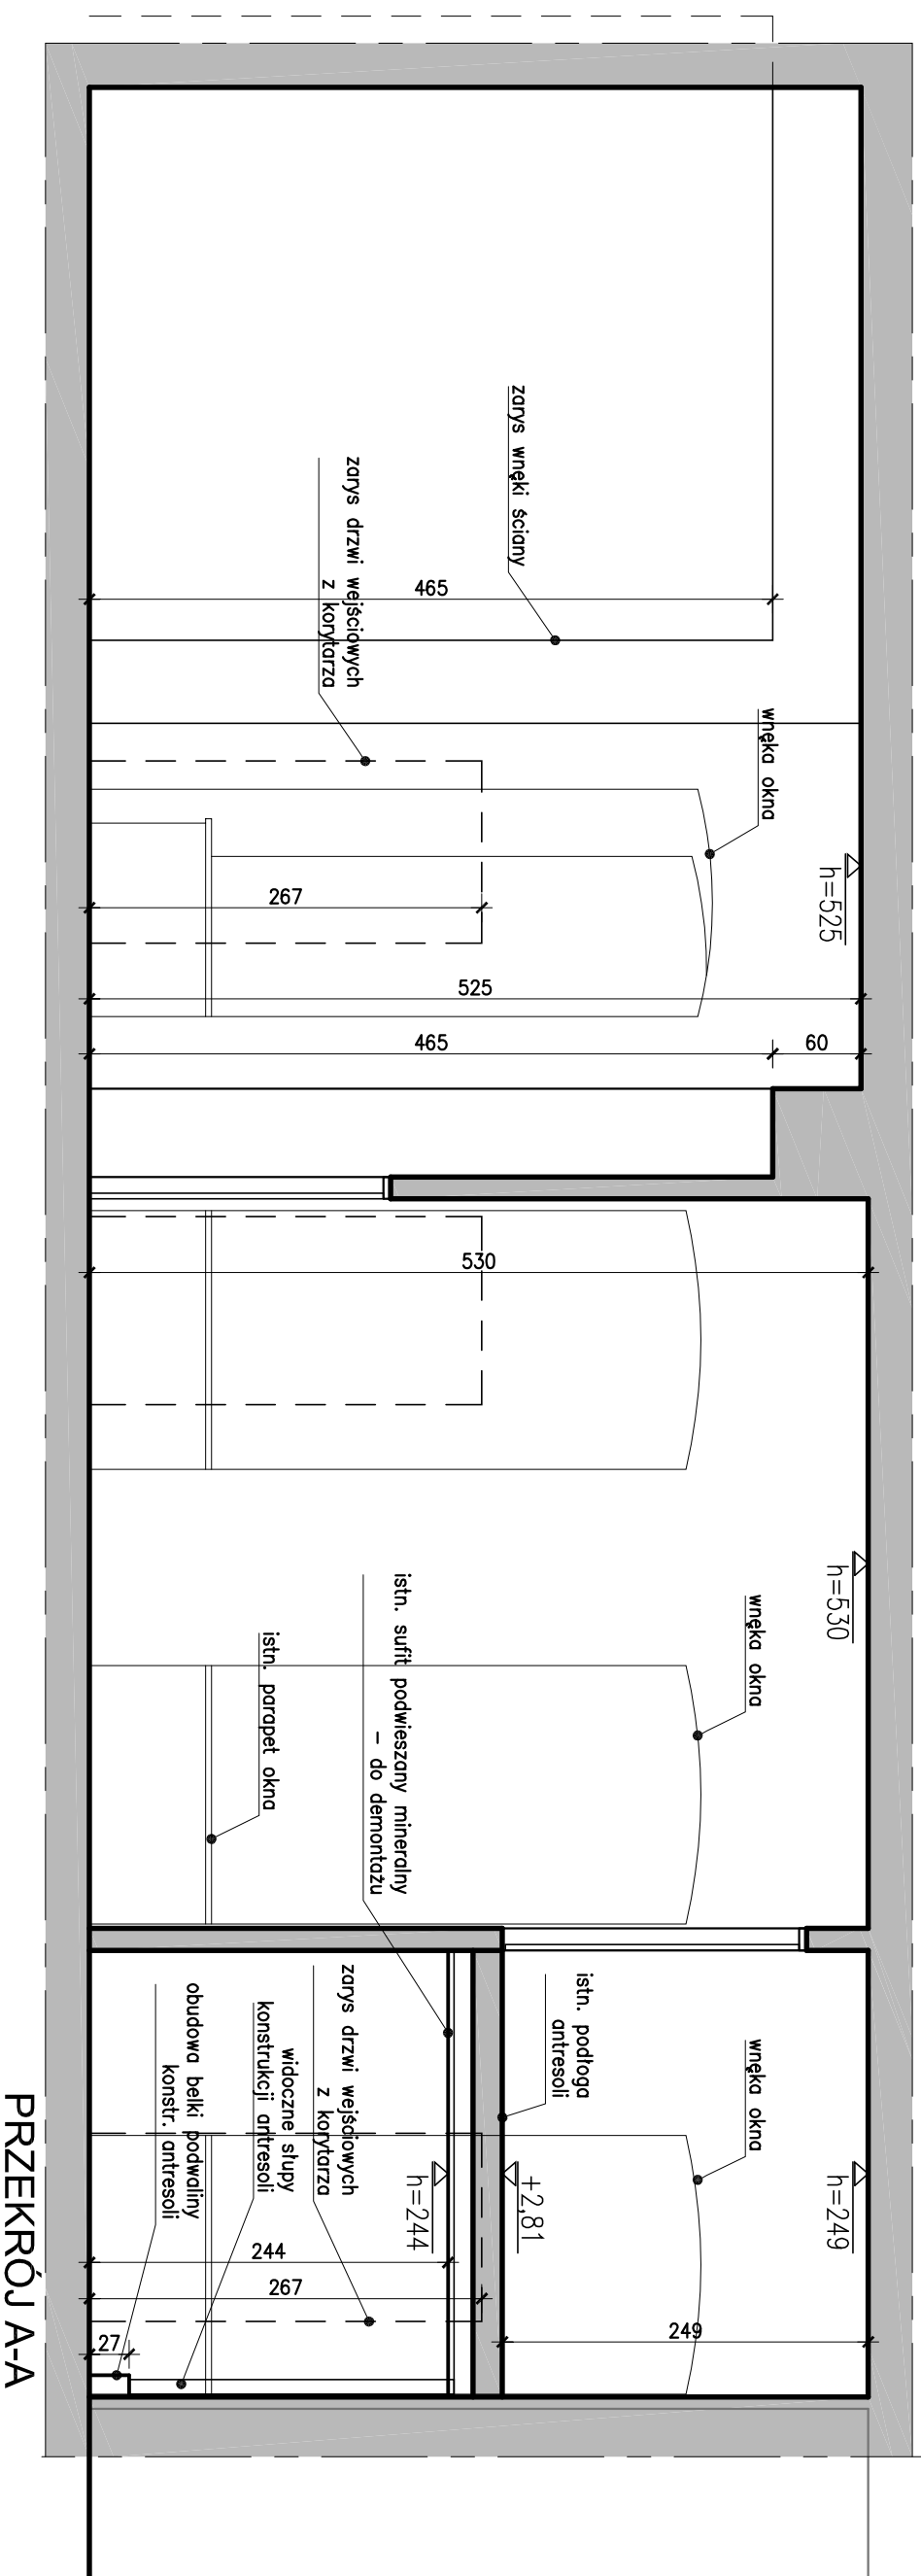 zarys wnęki ściany
zarys drzwi wejściowych
z korytarza
465
wnęka okna
h=525
267
525
465
60
530
h=530
wnęka okna
istn. sufit podwieszany mineralny
– do demontażu
istn. parapet okna
istn. podłoga
antresoli
wnęka okna
zarys drzwi wejściowych
z korytarza
widoczne słupy
konstrukcji antresoli
obudowa belki podwaliny
konstr. antresoli
h=249
+2,81
h=244
244
267
249
27
PRZEKRÓJ A-A